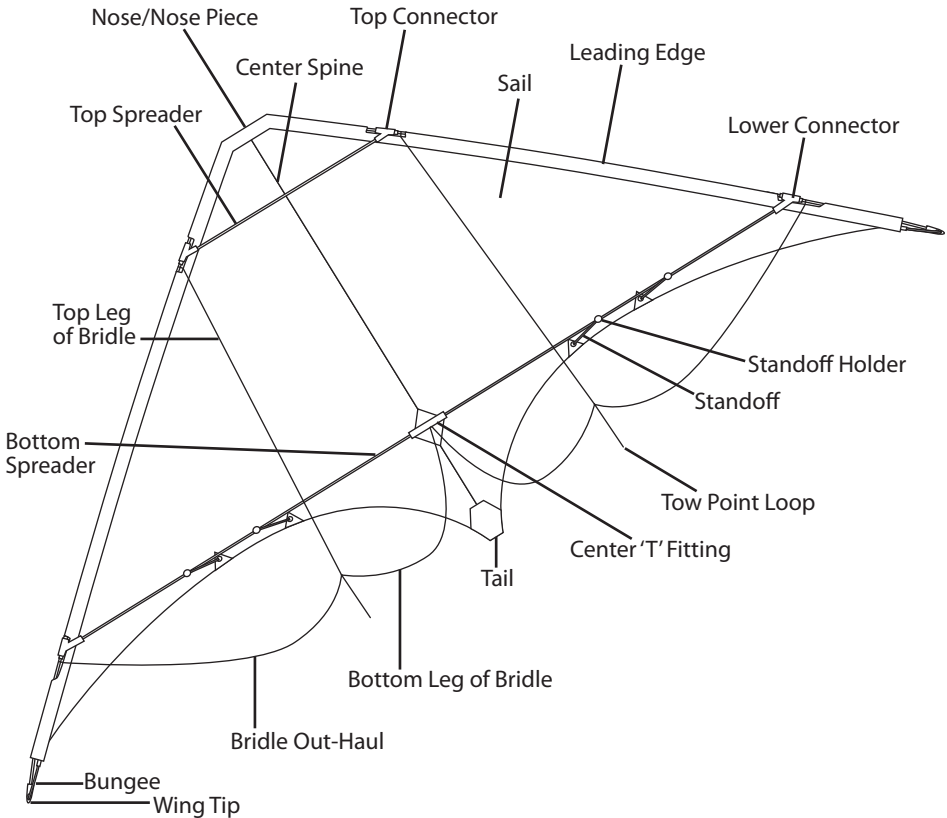 Nose/Nose Piece
Top Connector
Leading Edge
Center Spine
Sail
Top Spreader
Lower Connector
Top Leg
of Bridle
Standoff Holder
Standoff
Bottom
Spreader
Tow Point Loop
Center ‘T’ Fitting
Tail
Bottom Leg of Bridle
Bridle Out-Haul
Bungee
Wing Tip